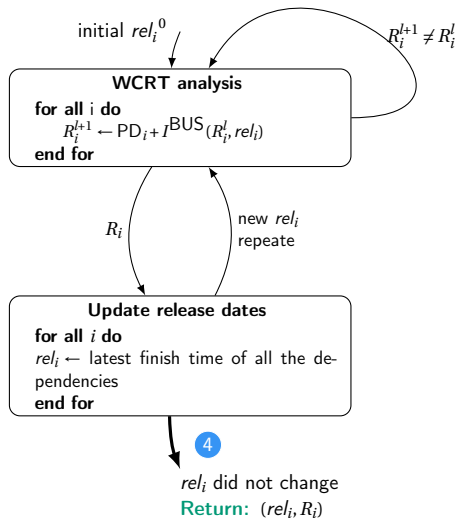 initial rel_i^0
R_i^{l+1} ≠ R_i^l
WCRT analysis
for all i do
R_i^{l+1} ← PD_i + I^{BUS}(R_i^l, rel_i)
end for
R_i
new rel_i
repeat
Update release dates
for all i do
rel_i ← latest finish time of all the de-
pendencies
end for
4
rel_i did not change
Return: (rel_i, R_i)